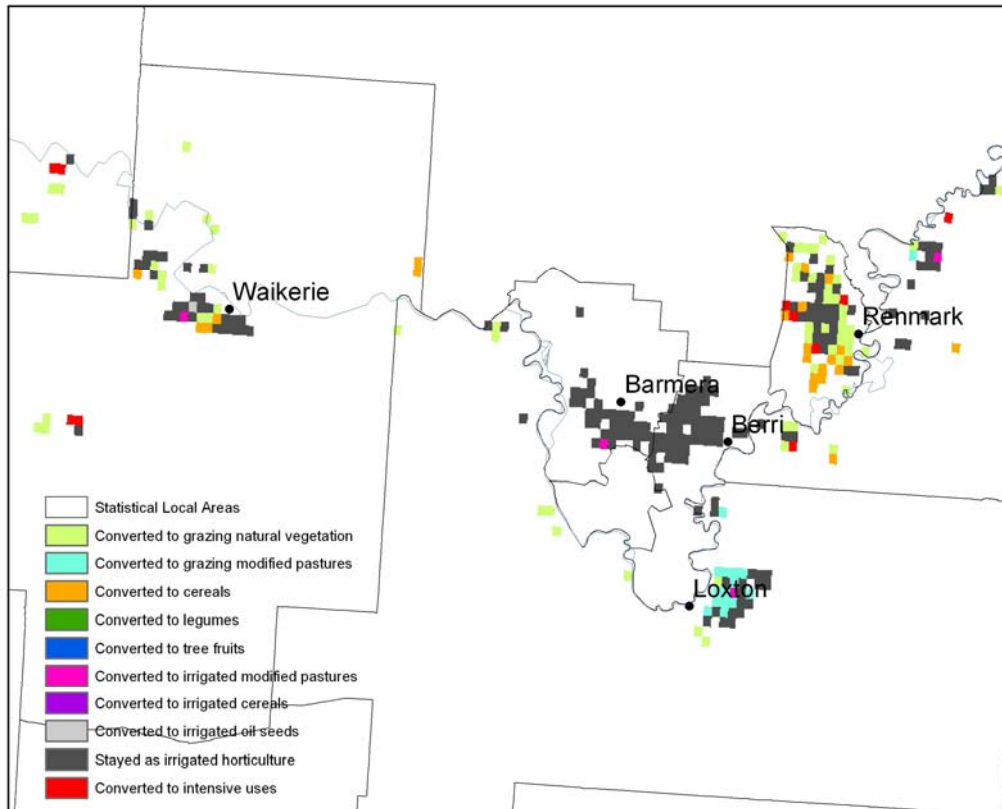 Waikerie
Renmark
Barmera
Berri
Loxton
Statistical Local Areas
Converted to grazing natural vegetation
Converted to grazing modified pastures
Converted to cereals
Converted to legumes
Converted to tree fruits
Converted to irrigated modified pastures
Converted to irrigated cereals
Converted to irrigated oil seeds
Stayed as irrigated horticulture
Converted to intensive uses